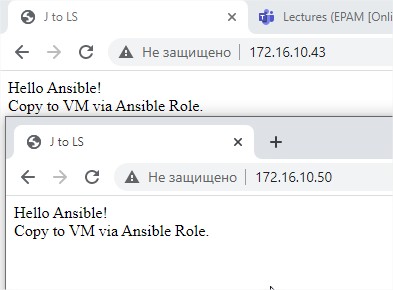 J to LS
Lectures (EPAM [Onli
Не защищено
172.16.10.43
Hello Ansible!
Copy to VM via Ansible Role.
J to LS
Не защищено
172.16.10.50
Hello Ansible!
Copy to VM via Ansible Role.